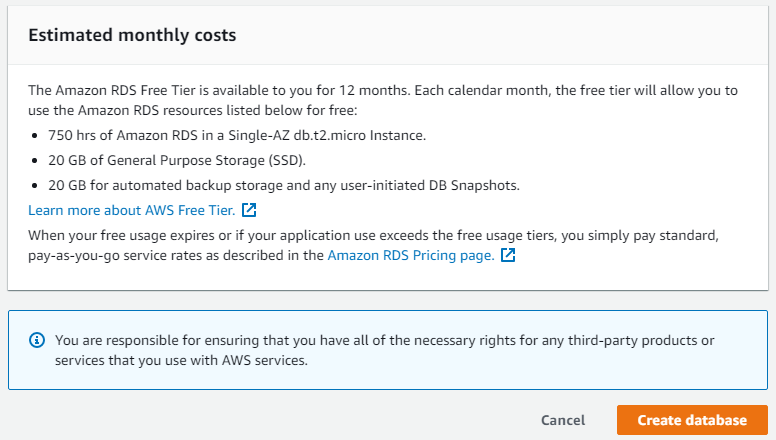 Estimated monthly costs
The Amazon RDS Free Tier is available to you for 12 months. Each calendar month, the free tier will allow you to
use the Amazon RDS resources listed below for free:
• 750 hrs of Amazon RDS in a Single-AZ db.t2.micro Instance.
• 20 GB of General Purpose Storage (SSD).
• 20 GB for automated backup storage and any user-initiated DB Snapshots.
Learn more about AWS Free Tier.
When your free usage expires or if your application use exceeds the free usage tiers, you simply pay standard,
pay-as-you-go service rates as described in the Amazon RDS Pricing page.
You are responsible for ensuring that you have all of the necessary rights for any third-party products or
services that you use with AWS services.
Cancel
Create database